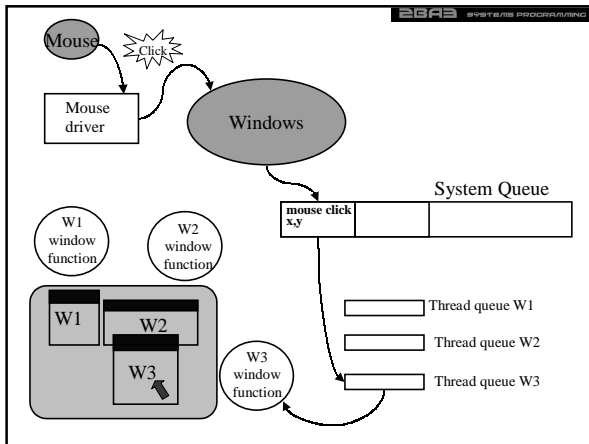 2BA3 SYSTEMS PROGRAMMING
Mouse
Click
Mouse
driver
Windows
System Queue
mouse click
x,y
W1
window
function
W2
window
function
Thread queue W1
W1
W2
Thread queue W2
W3
W3
window
function
Thread queue W3